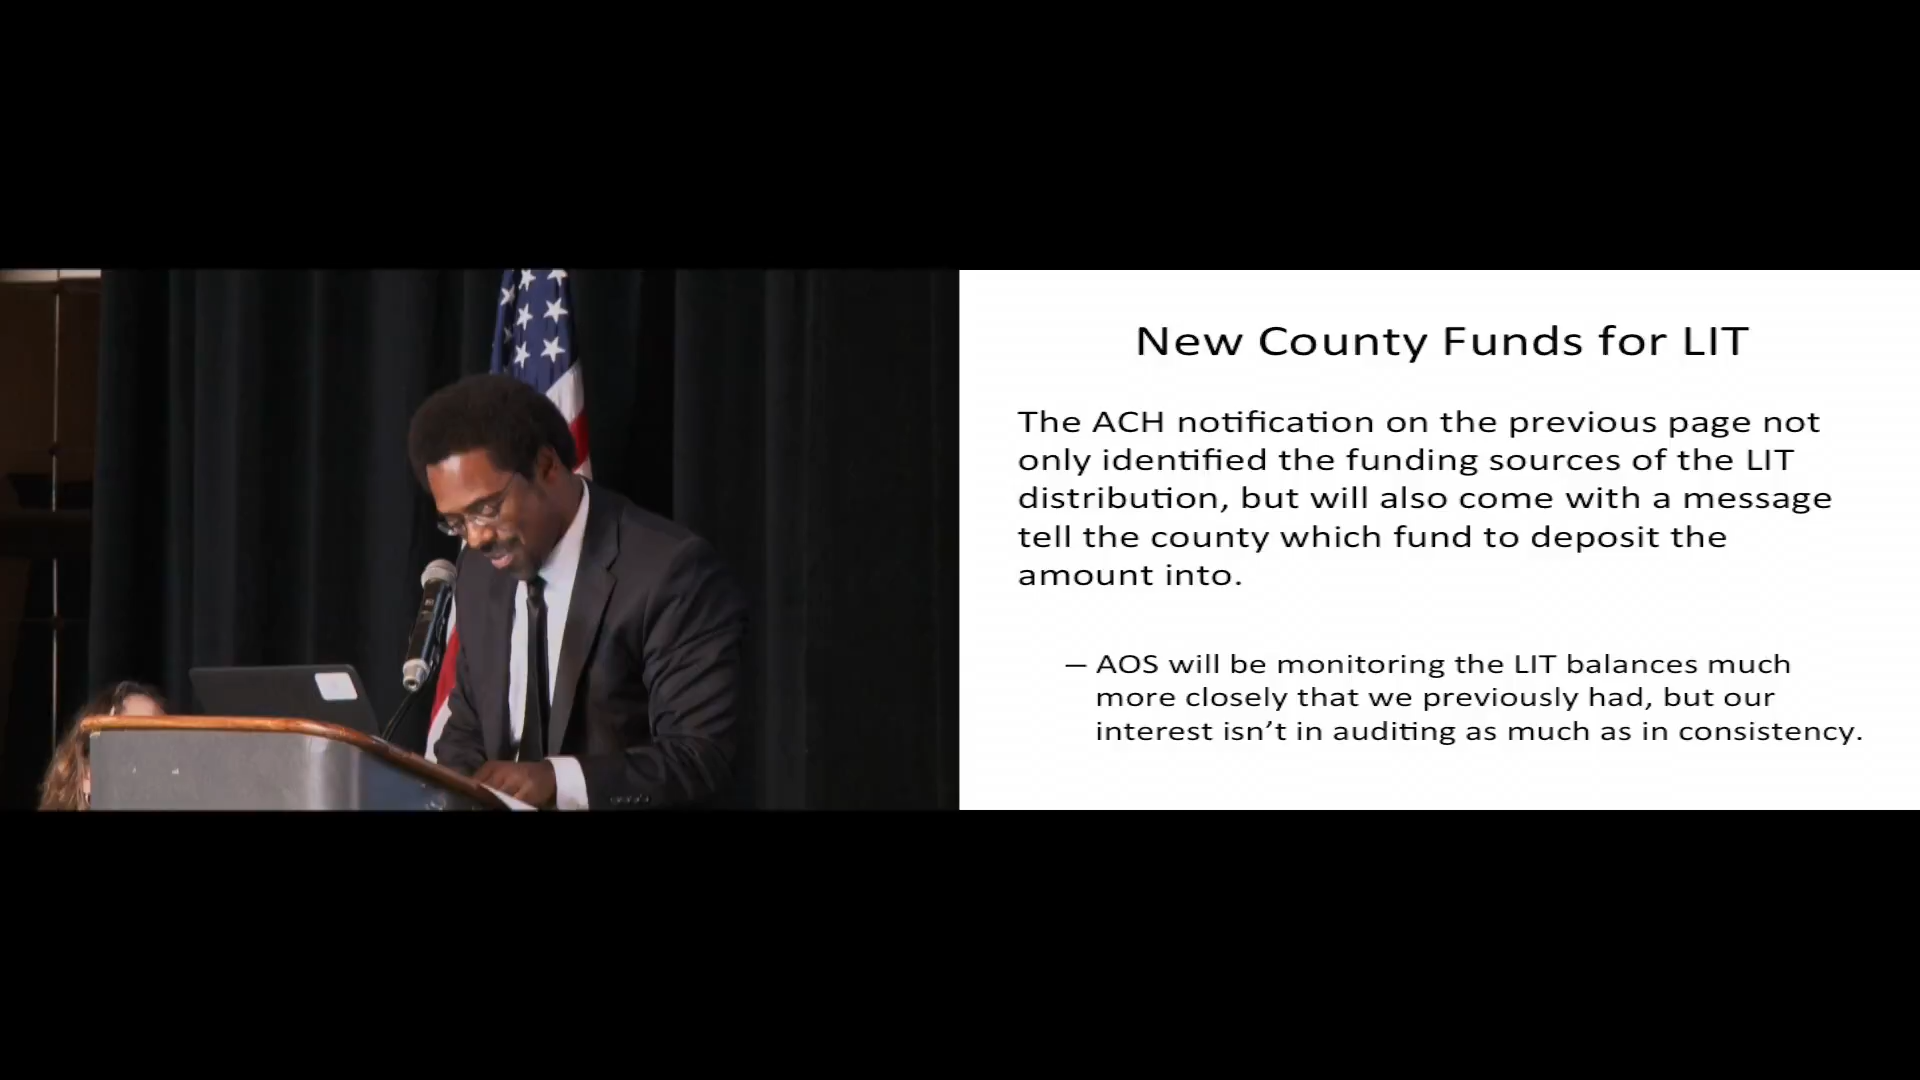 New County Funds for LIT
The ACH notification on the previous page not
only identified the funding sources of the LIT
distribution, but will also come with a message
tell the county which fund to deposit the
amount into.
– AOS will be monitoring the LIT balances much
more closely that we previously had, but our
interest isn’t in auditing as much as in consistency.